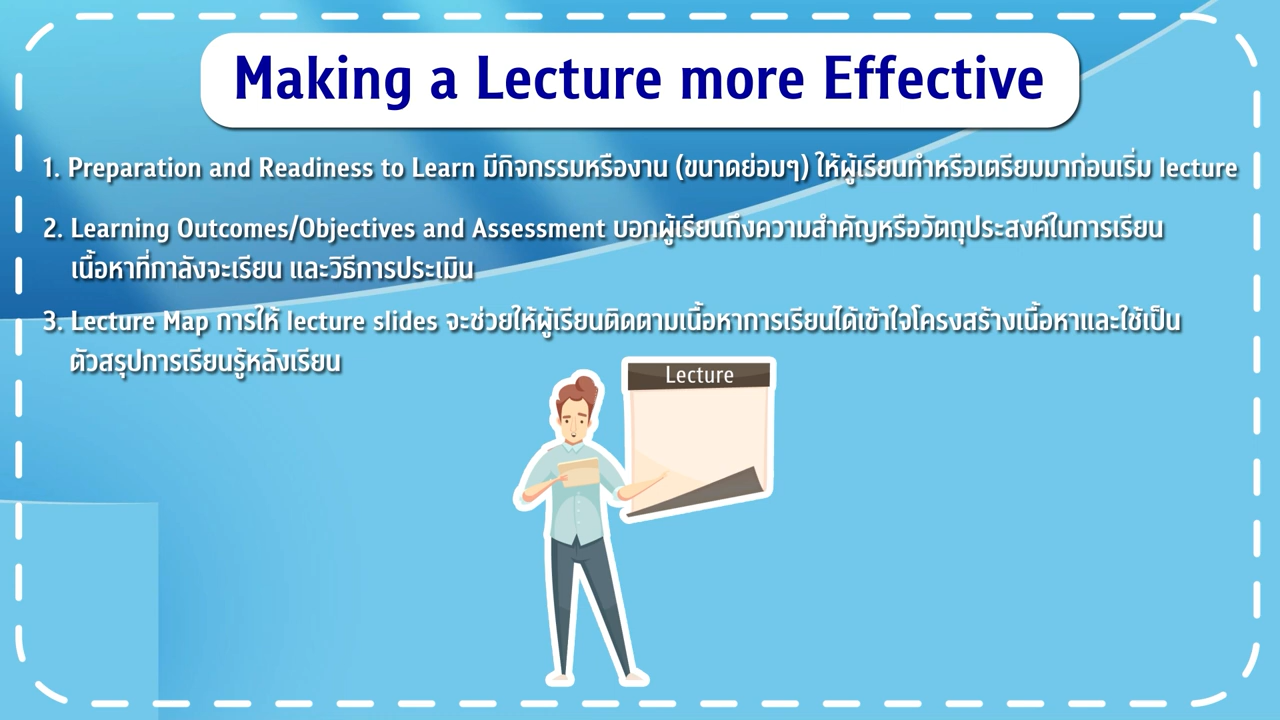 Making a Lecture more Effective
1. Preparation and Readiness to Learn มีกิจกรรมหรืองาน (ขนาดย่อมๆ) ให้ผู้เรียนทำหรือเตรียมมาก่อนเริ่ม lecture
2. Learning Outcomes/Objectives and Assessment บอกผู้เรียนถึงความสำคัญหรือวัตถุประสงค์ในการเรียน
เนื้อหาที่กาลังจะเรียน และวิธีการประเมิน
3. Lecture Map การให้ lecture slides จะช่วยให้ผู้เรียนติดตามเนื้อหาการเรียนได้เข้าใจโครงสร้างเนื้อหาและใช้เป็น
ตัวสรุปการเรียนรู้หลังเรียน
Lecture